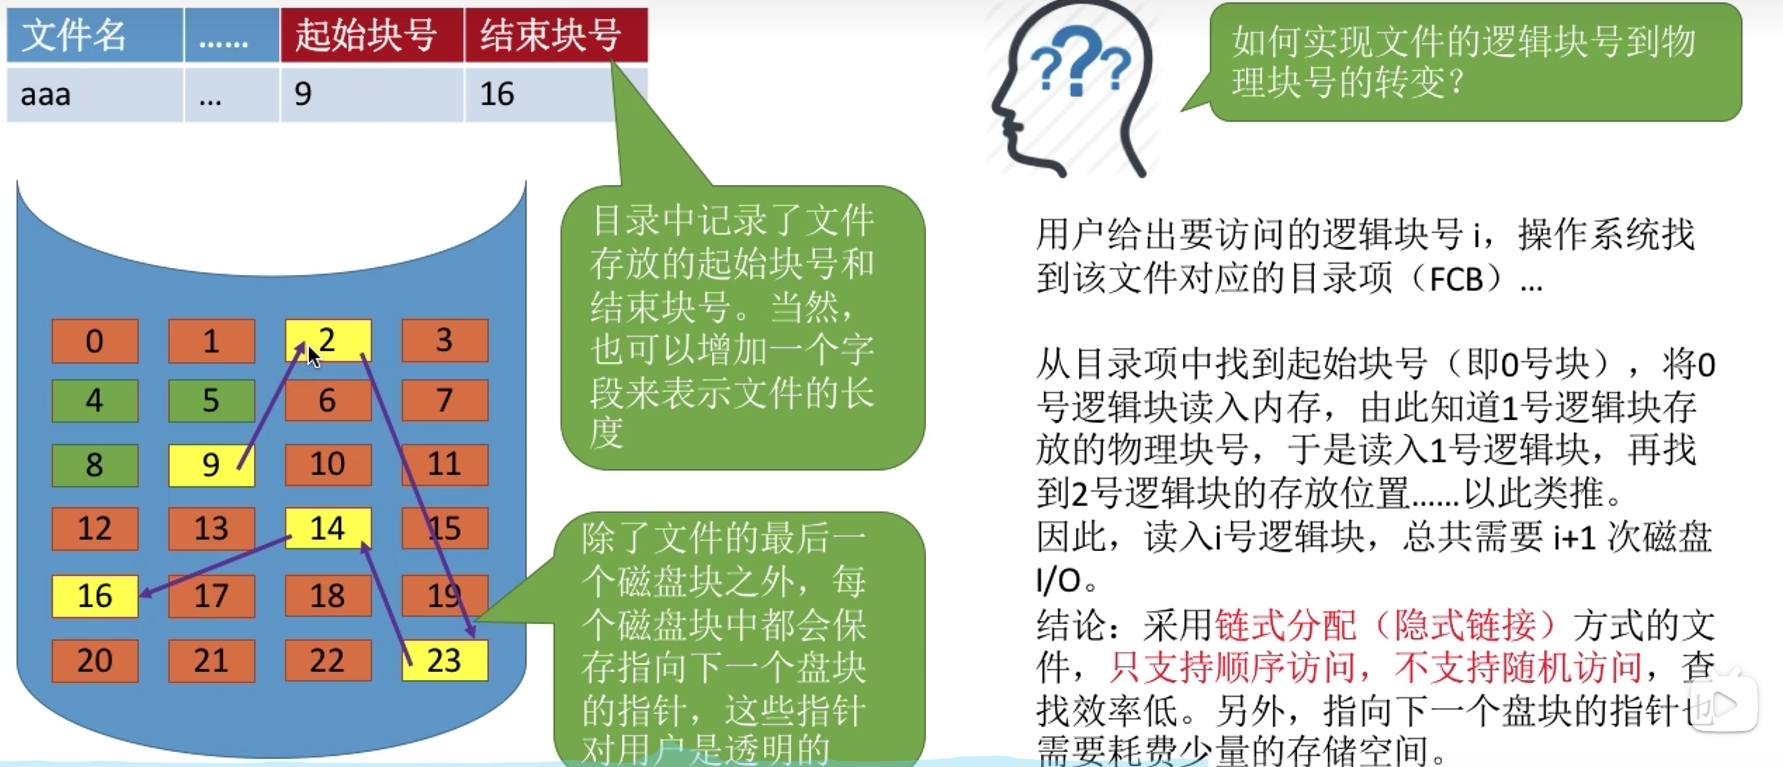 文件名 …… 起始块号 结束块号
aaa … 9 16
目录中记录了文件
存放的起始块号和
结束块号。当然，
也可以增加一个字
段来表示文件的长
度
0 1 2 3
4 5 6 7
8 9 10 11
12 13 14 15
16 17 18 19
20 21 22 23
除了文件的最后一
个磁盘块之外，每
个磁盘块中都会保
存指向下一个盘块
的指针，这些指针
对用户是透明的
???
如何实现文件的逻辑块号到物
理块号的转变？
用户给出要访问的逻辑块号 i，操作系统找
到该文件对应的目录项（FCB）…
从目录项中找到起始块号（即0号块），将0
号逻辑块读入内存，由此知道1号逻辑块存
放的物理块号，于是读入1号逻辑块，再找
到2号逻辑块的存放位置……以此类推。
因此，读入i号逻辑块，总共需要 i+1 次磁盘
I/O。
结论：采用链式分配（隐式链接）方式的文
件，只支持顺序访问，不支持随机访问，查
找效率低。另外，指向下一个盘块的指针也
需要耗费少量的存储空间。